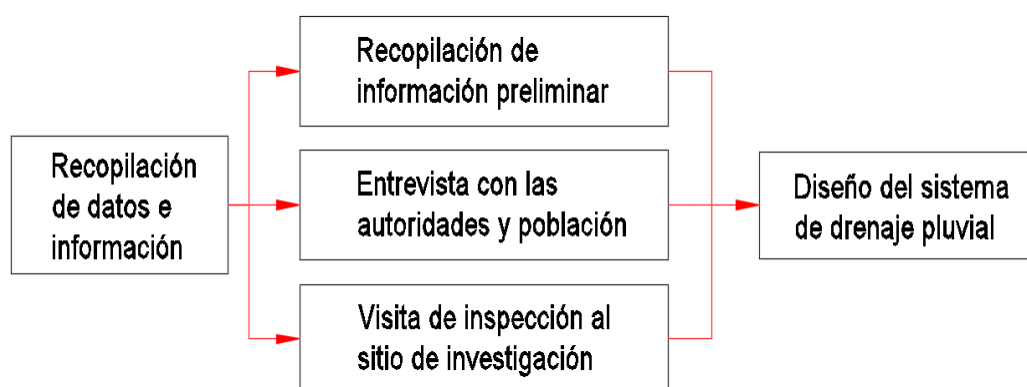 Recopilación
de datos e
información
Recopilación de
información preliminar
Entrevista con las
autoridades y población
Visita de inspección al
sitio de investigación
Diseño del sistema
de drenaje pluvial